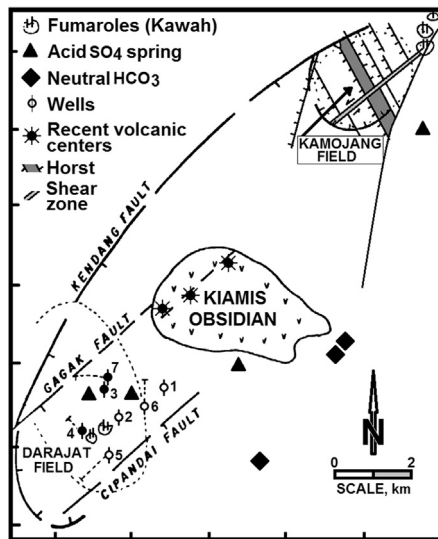 Fumaroles (Kawah)
Acid SO4 spring
Neutral HCO3
Wells
Recent volcanic
centers
Horst
Shear
zone
KAMOJANG
FIELD
KENDANG FAULT
KIAMIS
OBSIDIAN
GAGAK FAULT
7
3
1
6
2
4
5
DARAJAT
FIELD
CIPANDAI FAULT
N
0 2
SCALE, km